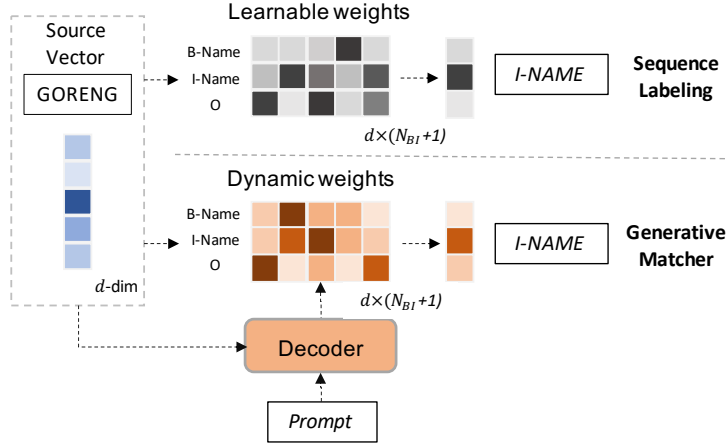 Source
Vector
GORENG
d-dim
Learnable weights
B-Name
I-Name
O
d×(N_BI+1)
I-NAME
Sequence
Labeling
Dynamic weights
B-Name
I-Name
O
d×(N_BI+1)
I-NAME
Generative
Matcher
Decoder
Prompt